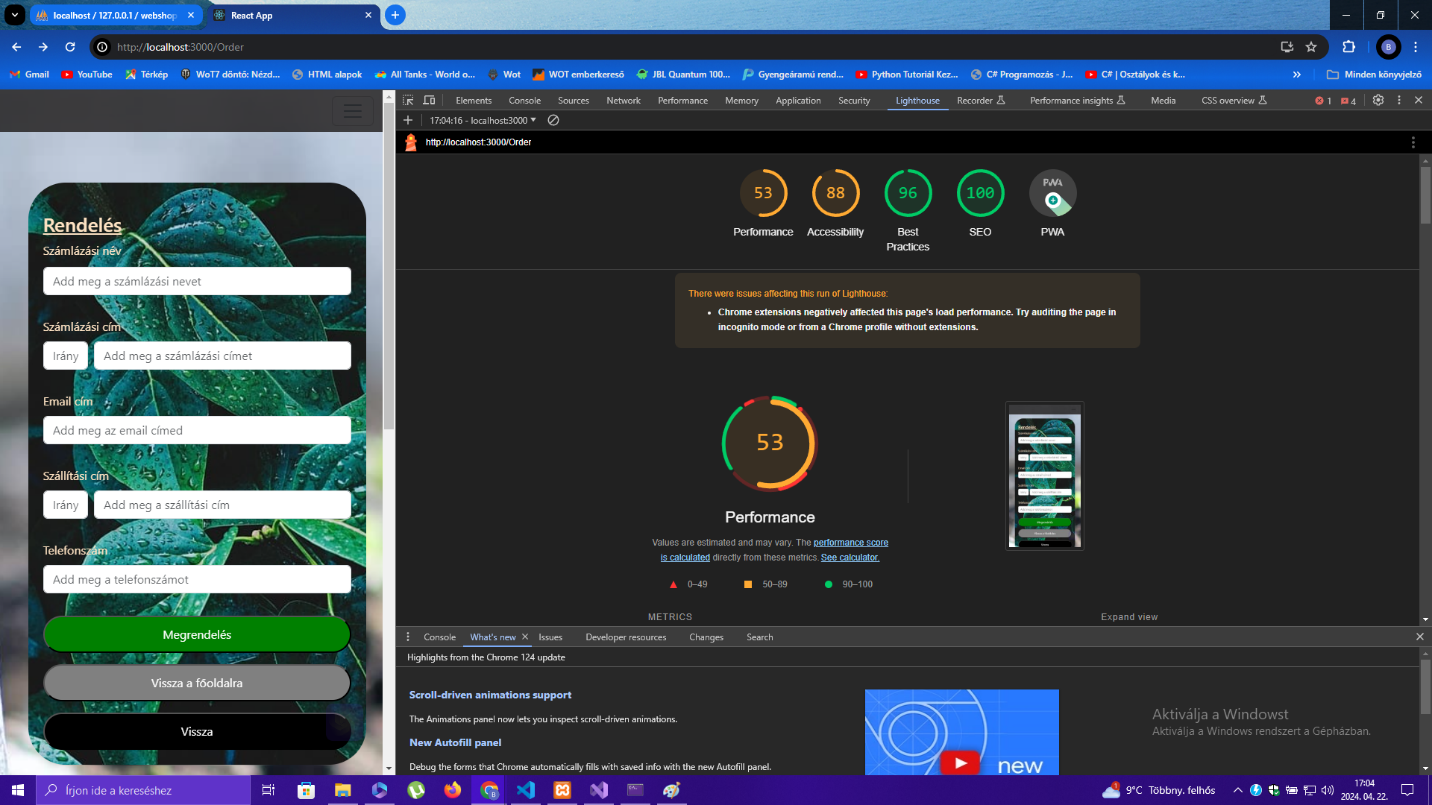 localhost / 127.0.0.1 / webshop
React App
http://localhost:3000/Order
Gmail
YouTube
Térkép
WoT7 döntő: Nézd...
HTML alapok
All Tanks - World o...
Wot
WOT emberkereső
JBL Quantum 100...
Gyengeáramú rend...
Python Tutoriál Kez...
C# Programozás - J...
C# | Osztályok és k...
Minden könyvjelző
Elements
Console
Sources
Network
Performance
Memory
Application
Security
Lighthouse
Recorder
Performance insights
Media
CSS overview
1
4
17:04:16 - localhost:3000
http://localhost:3000/Order
53
88
96
100
PWA
Performance
Accessibility
Best
Practices
SEO
PWA
There were issues affecting this run of Lighthouse:
Chrome extensions negatively affected this page's load performance. Try auditing the page in
incognito mode or from a Chrome profile without extensions.
53
Performance
Values are estimated and may vary. The performance score
is calculated directly from these metrics. See calculator.
0–49
50–89
90–100
METRICS
Expand view
Rendelés
Számlázási név
Add meg a számlázási nevet
Számlázási cím
Irány
Add meg a számlázási címet
Email cím
Add meg az email címed
Szállítási cím
Irány
Add meg a szállítási cím
Telefonszám
Add meg a telefonszámot
Megrendelés
Vissza a főoldalra
Vissza
Console
What's new
Issues
Developer resources
Changes
Search
Highlights from the Chrome 124 update
Scroll-driven animations support
The Animations panel now lets you inspect scroll-driven animations.
New Autofill panel
Debug the forms that Chrome automatically fills with saved info with the new Autofill panel.
new
Aktiválja a Windowst
Aktiválja a Windows rendszert a Gépházban.
Írjon ide a kereséshez
9°C Többny. felhős
17:04
2024. 04. 22.